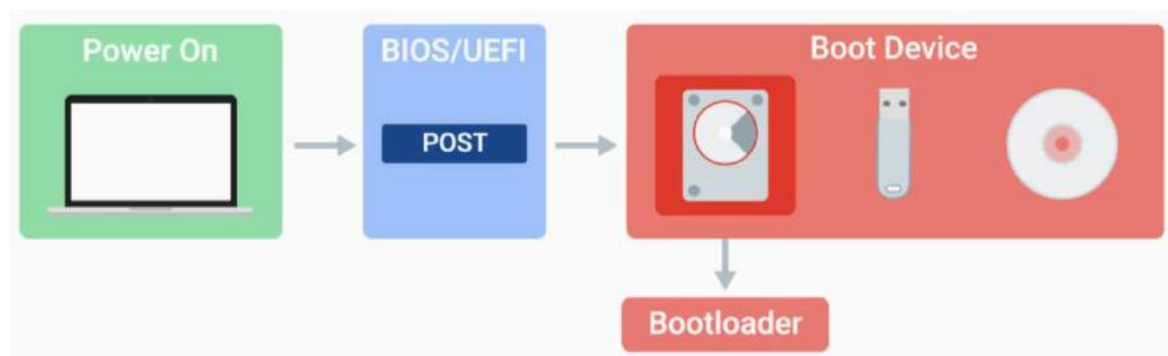 Power On
BIOS/UEFI
POST
Boot Device
Bootloader